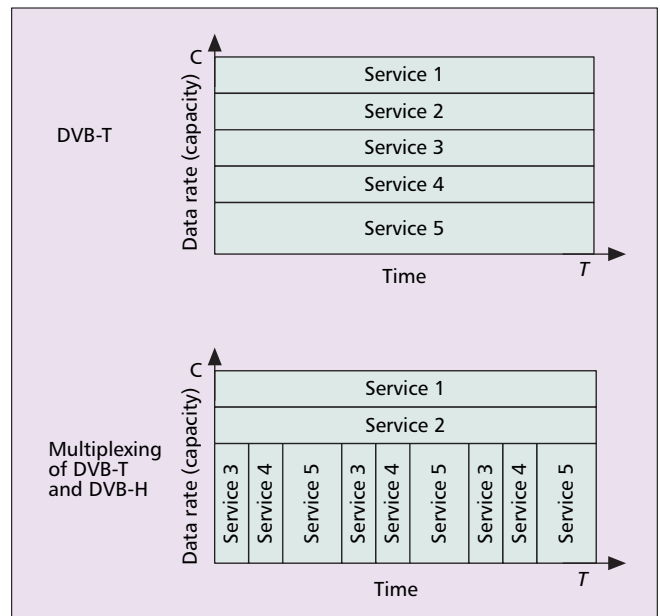 DVB-T
Data rate (capacity)
C
Service 1
Service 2
Service 3
Service 4
Service 5
Time
T
Multiplexing
of DVB-T
and DVB-H
Data rate (capacity)
C
Service 1
Service 2
Service 3
Service 4
Service 5
Service 3
Service 4
Service 5
Service 3
Service 4
Service 5
Time
T